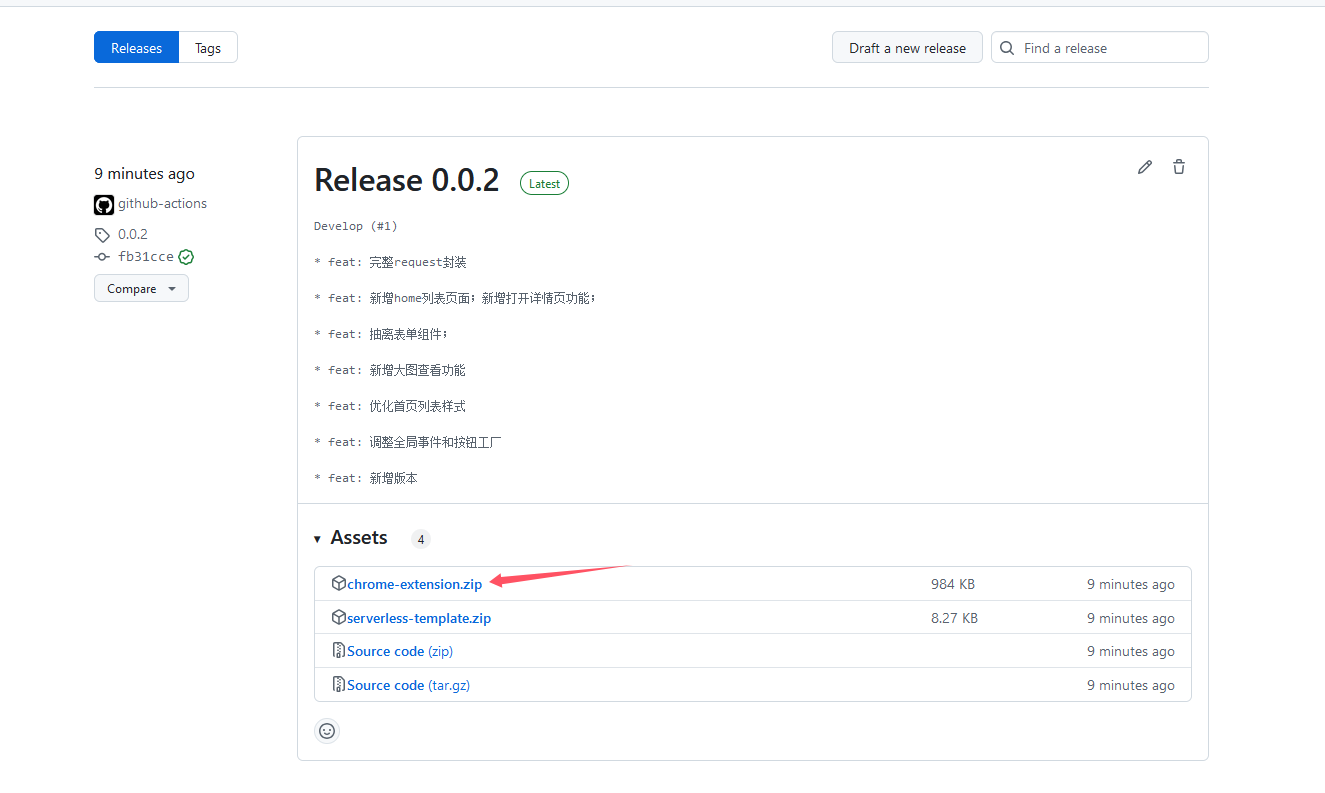 Releases
Tags
Draft a new release
Find a release
9 minutes ago
github-actions
0.0.2
fb31cce
Compare
Release 0.0.2
Latest
Develop (#1)
* feat: 完整request封装
* feat: 新增home列表页面；新增打开详情页功能；
* feat: 抽离表单组件；
* feat: 新增大图查看功能
* feat: 优化首页列表样式
* feat: 调整全局事件和按钮工厂
* feat: 新增版本
Assets 4
chrome-extension.zip 984 KB 9 minutes ago
serverless-template.zip 8.27 KB 9 minutes ago
Source code (zip) 9 minutes ago
Source code (tar.gz) 9 minutes ago